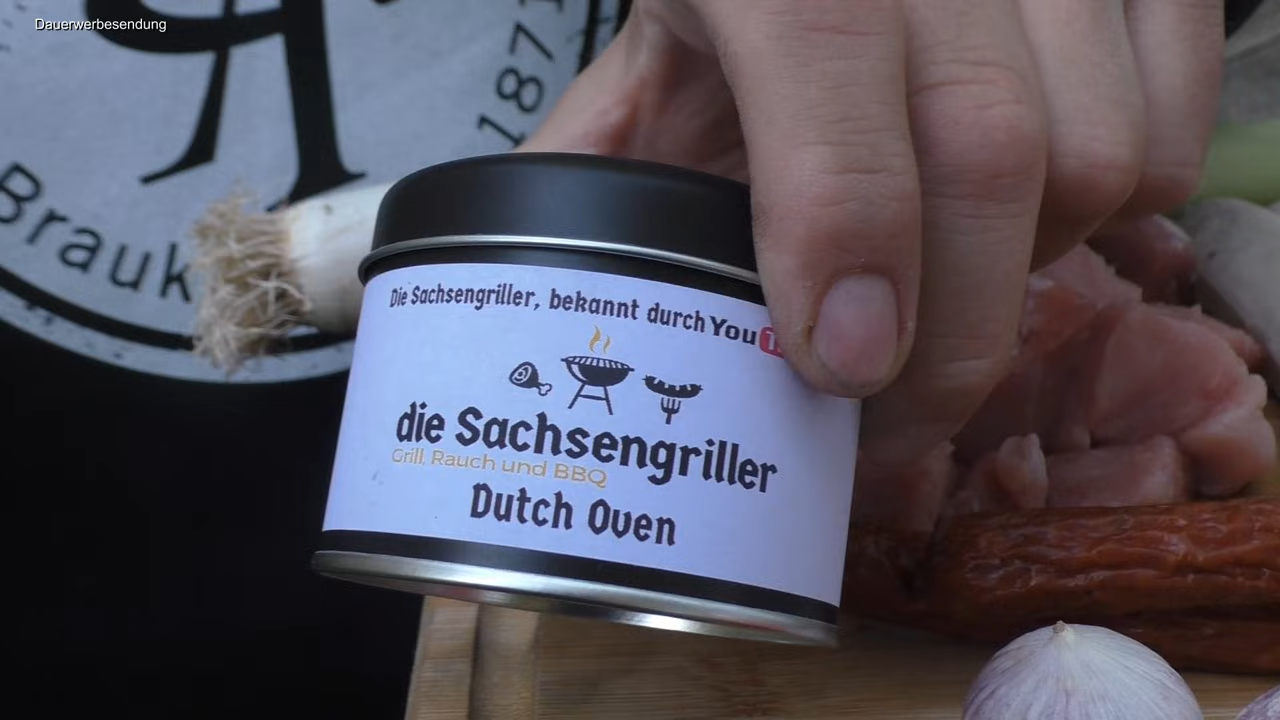 Dauerwerbesendung
1871
Brauk
Die Sachsengriller, bekannt durch You
die Sachsengriller
Grill, Rauch und BBQ
Dutch Oven